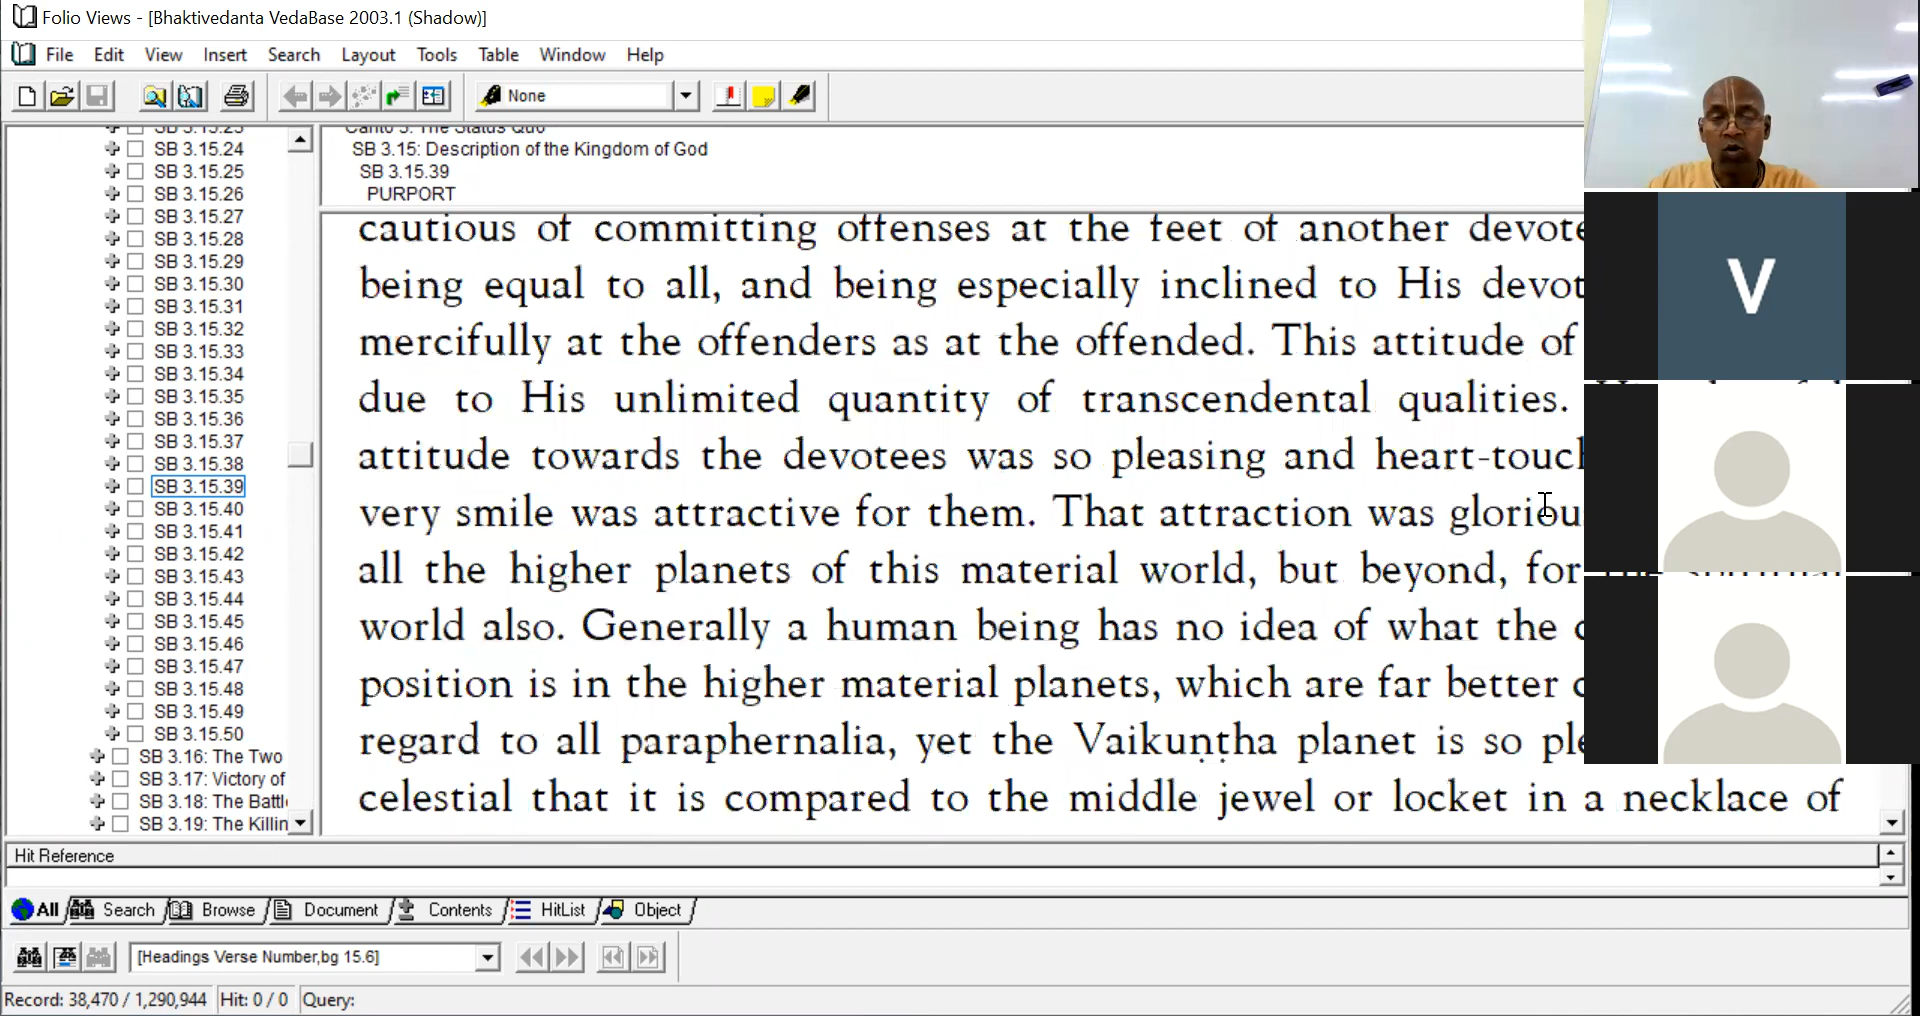 Folio Views - [Bhaktivedanta VedaBase 2003.1 (Shadow)]
File Edit View Insert Search Layout Tools Table Window Help
None
SB 3.15.23
SB 3.15.24
SB 3.15.25
SB 3.15.26
SB 3.15.27
SB 3.15.28
SB 3.15.29
SB 3.15.30
SB 3.15.31
SB 3.15.32
SB 3.15.33
SB 3.15.34
SB 3.15.35
SB 3.15.36
SB 3.15.37
SB 3.15.38
SB 3.15.39
SB 3.15.40
SB 3.15.41
SB 3.15.42
SB 3.15.43
SB 3.15.44
SB 3.15.45
SB 3.15.46
SB 3.15.47
SB 3.15.48
SB 3.15.49
SB 3.15.50
SB 3.16: The Two
SB 3.17: Victory of
SB 3.18: The Battl
SB 3.19: The Killin
Canto 3: The Status Quo
SB 3.15: Description of the Kingdom of God
SB 3.15.39
PURPORT
cautious of committing offenses at the feet of another devote
being equal to all, and being especially inclined to His devot
mercifully at the offenders as at the offended. This attitude of
due to His unlimited quantity of transcendental qualities.
attitude towards the devotees was so pleasing and heart-touch
very smile was attractive for them. That attraction was gloriou
all the higher planets of this material world, but beyond, for
world also. Generally a human being has no idea of what the
position is in the higher material planets, which are far better
regard to all paraphernalia, yet the Vaikuṇṭha planet is so ple
celestial that it is compared to the middle jewel or locket in a necklace of
V
Hit Reference
All Search Browse Document Contents HitList Object
[Headings Verse Number,bg 15.6]
Record: 38,470 / 1,290,944 Hit: 0 / 0 Query: